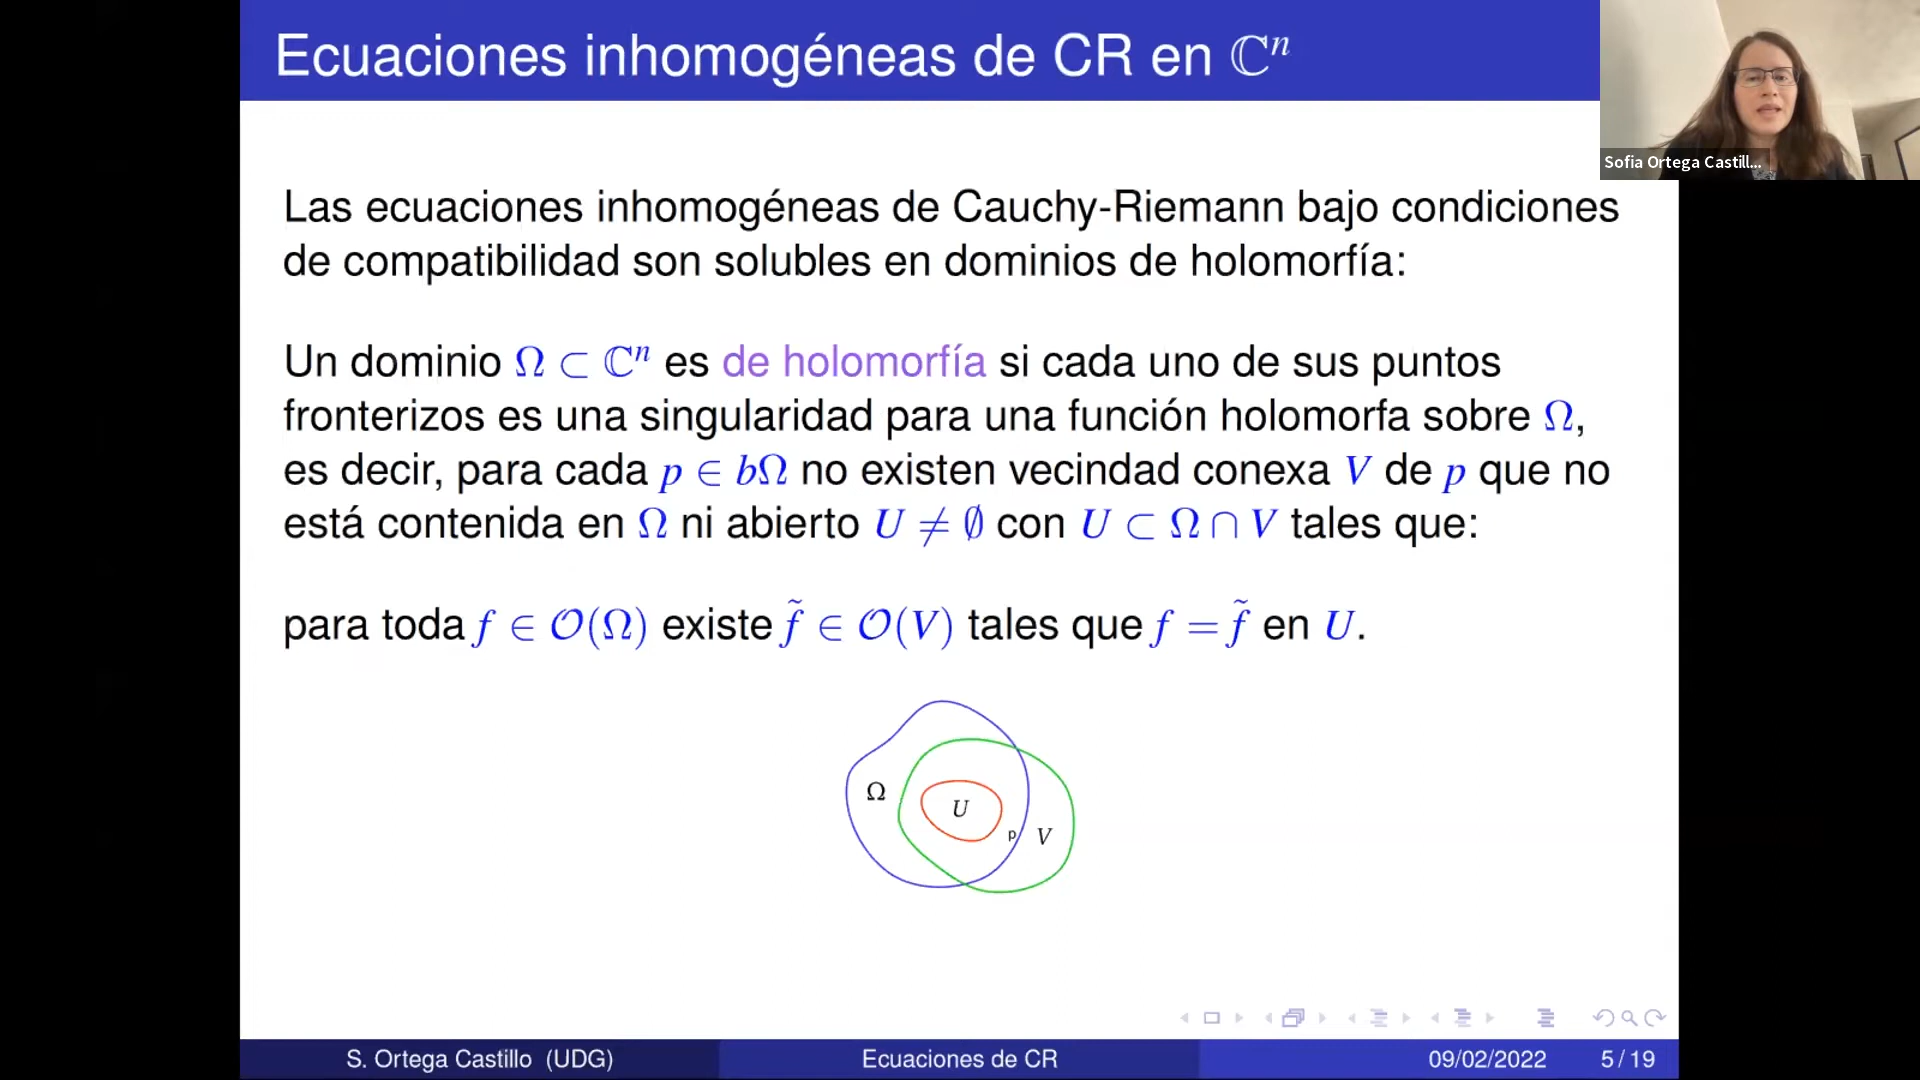 Ecuaciones inhomogéneas de CR en ℂⁿ
Sofia Ortega Castill...
Las ecuaciones inhomogéneas de Cauchy-Riemann bajo condiciones
de compatibilidad son solubles en dominios de holomorfía:
Un dominio Ω ⊂ ℂⁿ es de holomorfía si cada uno de sus puntos
fronterizos es una singularidad para una función holomorfa sobre Ω,
es decir, para cada p ∈ bΩ no existen vecindad conexa V de p que no
está contenida en Ω ni abierto U ≠ ∅ con U ⊂ Ω ∩ V tales que:
para toda f ∈ 𝒪(Ω) existe f̃ ∈ 𝒪(V) tales que f = f̃ en U.
Ω
U
p
V
S. Ortega Castillo (UDG)
Ecuaciones de CR
09/02/2022
5 / 19